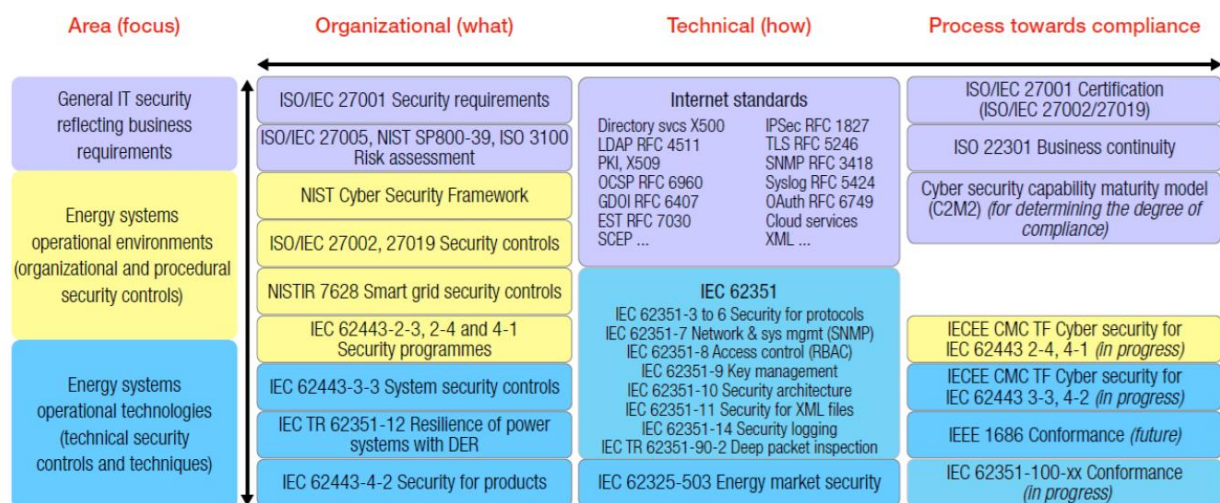 Area (focus)
Organizational (what)
Technical (how)
Process towards compliance
General IT security
reflecting business
requirements
Energy systems
operational environments
(organizational and procedural
security controls)
Energy systems
operational technologies
(technical security
controls and techniques)
ISO/IEC 27001 Security requirements
ISO/IEC 27005, NIST SP800-39, ISO 3100
Risk assessment
NIST Cyber Security Framework
ISO/IEC 27002, 27019 Security controls
NISTIR 7628 Smart grid security controls
IEC 62443-2-3, 2-4 and 4-1
Security programmes
IEC 62443-3-3 System security controls
IEC TR 62351-12 Resilience of power
systems with DER
IEC 62443-4-2 Security for products
Internet standards
Directory svcs X500
LDAP RFC 4511
PKI, X509
OCSP RFC 6960
GDOI RFC 6407
EST RFC 7030
SCEP ...
IPSec RFC 1827
TLS RFC 5246
SNMP RFC 3418
Syslog RFC 5424
OAuth RFC 6749
Cloud services
XML ...
IEC 62351
IEC 62351-3 to 6 Security for protocols
IEC 62351-7 Network & sys mgmt (SNMP)
IEC 62351-8 Access control (RBAC)
IEC 62351-9 Key management
IEC 62351-10 Security architecture
IEC 62351-11 Security for XML files
IEC 62351-14 Security logging
IEC TR 62351-90-2 Deep packet inspection
IEC 62325-503 Energy market security
ISO/IEC 27001 Certification
(ISO/IEC 27002/27019)
ISO 22301 Business continuity
Cyber security capability maturity model
(C2M2) (for determining the degree of
compliance)
IECEE CMC TF Cyber security for
IEC 62443 2-4, 4-1 (in progress)
IECEE CMC TF Cyber security for
IEC 62443 3-3, 4-2 (in progress)
IEEE 1686 Conformance (future)
IEC 62351-100-xx Conformance
(in progress)